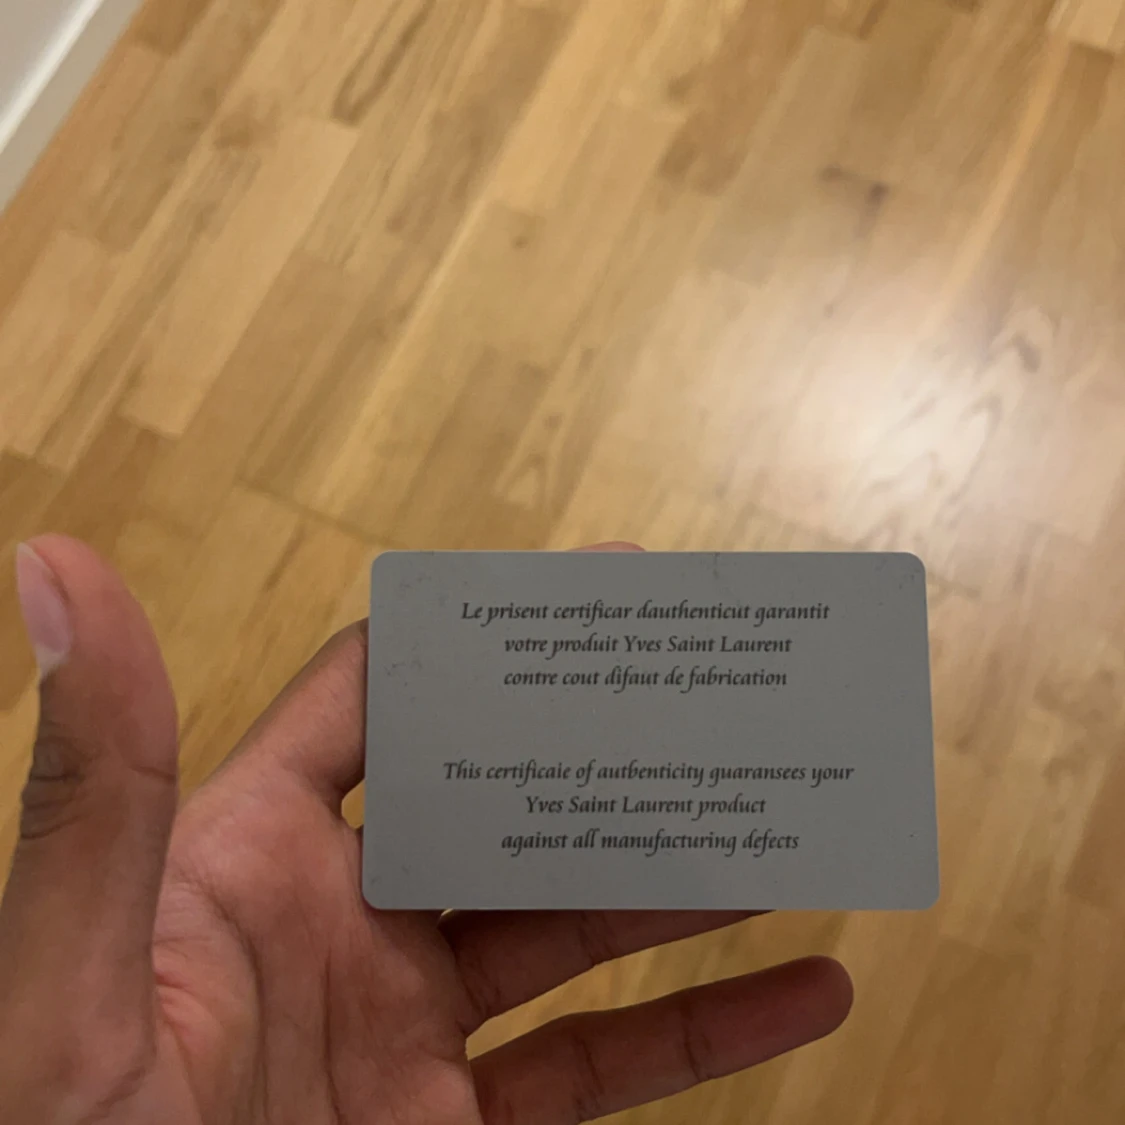 Le prisent certificar dauthenticut garantit
votre produit Yves Saint Laurent
contre cout difaut de fabrication
This certificaie of autbenticity guaransees your
Yves Saint Laurent product
against all manufacturing defects